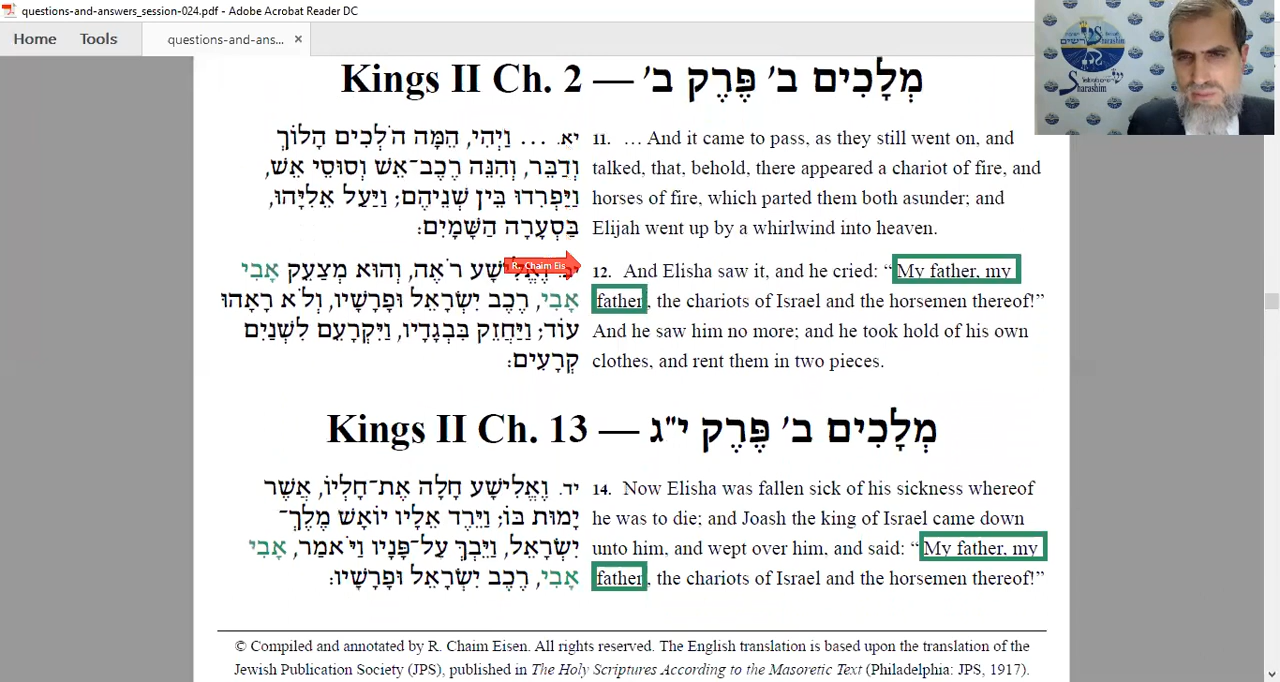 questions-and-answers_session-024.pdf - Adobe Acrobat Reader DC
Home Tools questions-and-ans... ×
Sharashim
Kings II Ch. 2 — מְלָכִים ב' פֶּרֶק ב'
יא. ... וַיְהִי, הֵמָּה הֹלְכִים הָלוֹךְ
וְדַבֵּר, וְהִנֵּה רֶכֶב־אֵשׁ וְסוּסֵי אֵשׁ,
וַיַּפְרִדוּ בֵּין שְׁנֵיהֶם; וַיַּעַל אֵלִיָּהוּ,
בַּסְעָרָה הַשָּׁמָיִם:
11. … And it came to pass, as they still went on, and
talked, that, behold, there appeared a chariot of fire, and
horses of fire, which parted them both asunder; and
Elijah went up by a whirlwind into heaven.
רֹאֶה, וְהוּא מְצַעֵק אָבִי
אָבִי, רֶכֶב יִשְׂרָאֵל וּפָרָשָׁיו, וְלֹא רָאָהוּ
עוֹד; וַיַּחֲזֵק בִּבְגָדָיו, וַיִּקְרָעֵם לִשְׁנַיִם
קְרָעִים:
R. Chaim Eis
12. And Elisha saw it, and he cried: “My father, my
father, the chariots of Israel and the horsemen thereof!”
And he saw him no more; and he took hold of his own
clothes, and rent them in two pieces.
Kings II Ch. 13 — מְלָכִים ב' פֶּרֶק י"ג
יד. וֶאֱלִישָׁע חָלָה אֶת־חָלְיוֹ, אֲשֶׁר
יָמוּת בּוֹ; וַיֵּרֶד אֵלָיו יוֹאָשׁ מֶלֶךְ־
יִשְׂרָאֵל, וַיֵּבְךְּ עַל־פָּנָיו וַיֹּאמַר, אָבִי
אָבִי, רֶכֶב יִשְׂרָאֵל וּפָרָשָׁיו:
14. Now Elisha was fallen sick of his sickness whereof
he was to die; and Joash the king of Israel came down
unto him, and wept over him, and said: “My father, my
father, the chariots of Israel and the horsemen thereof!”
© Compiled and annotated by R. Chaim Eisen. All rights reserved. The English translation is based upon the translation of the
Jewish Publication Society (JPS), published in The Holy Scriptures According to the Masoretic Text (Philadelphia: JPS, 1917).